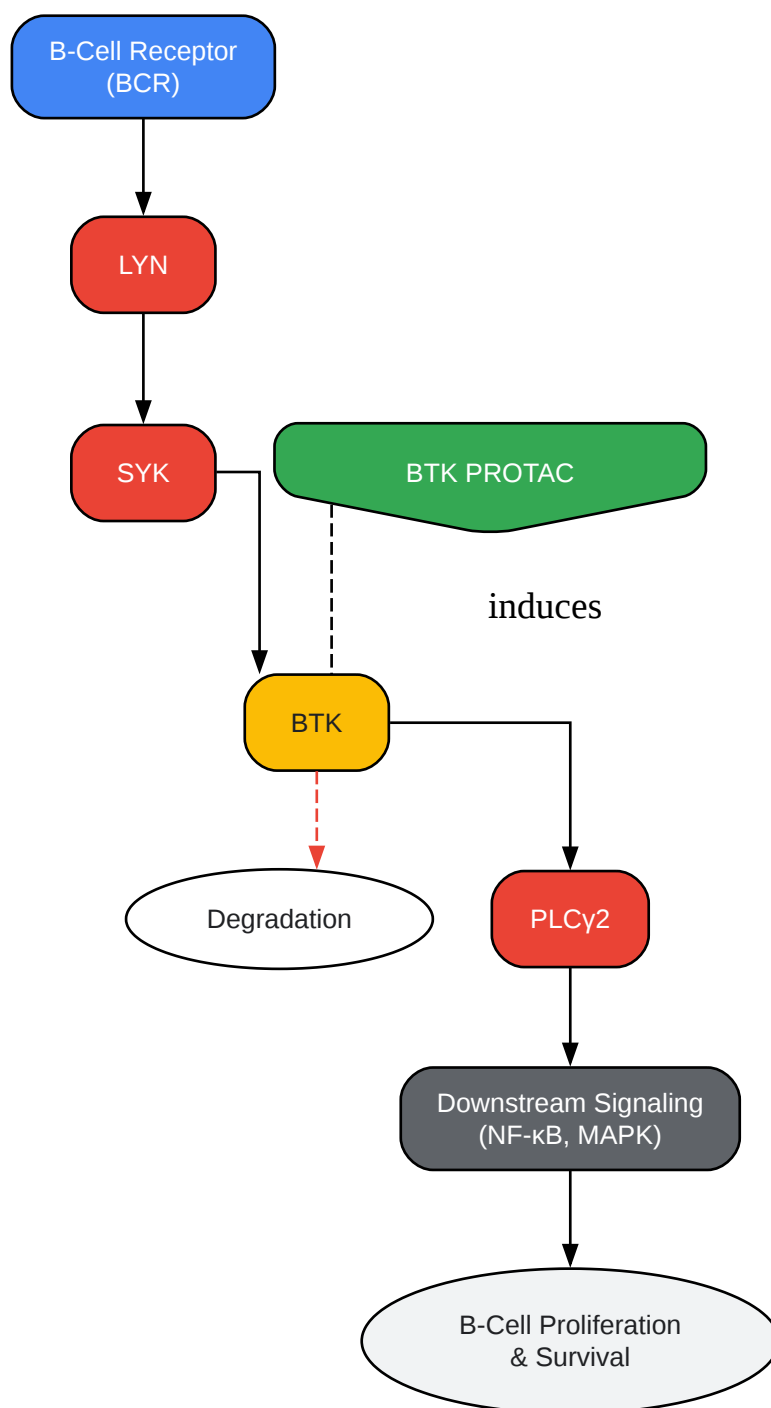 B-Cell Receptor
(BCR)
LYN
SYK
BTK PROTAC
induces
BTK
Degradation
PLCγ2
Downstream Signaling
(NF-κB, MAPK)
B-Cell Proliferation
& Survival